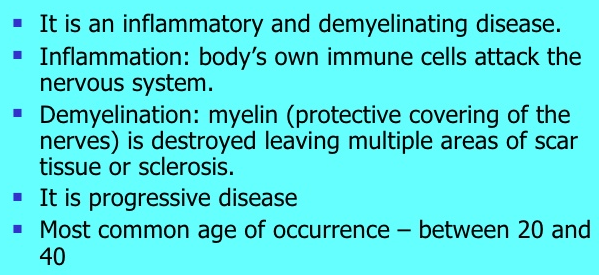 ▪ It is an inflammatory and demyelinating disease.
▪ Inflammation: body’s own immune cells attack the
nervous system.
▪ Demyelination: myelin (protective covering of the
nerves) is destroyed leaving multiple areas of scar
tissue or sclerosis.
▪ It is progressive disease
▪ Most common age of occurrence – between 20 and
40